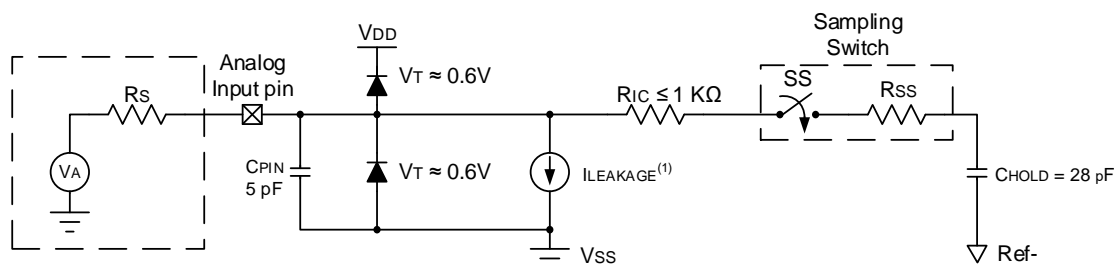 Sampling
Switch
VDD
Analog
Input pin
VT ≈ 0.6V
SS
RSS
RS
RIC ≤ 1 KΩ
VA
CPIN
5 pF
VT ≈ 0.6V
ILEAKAGE(1)
CHOLD = 28 pF
VSS
Ref-